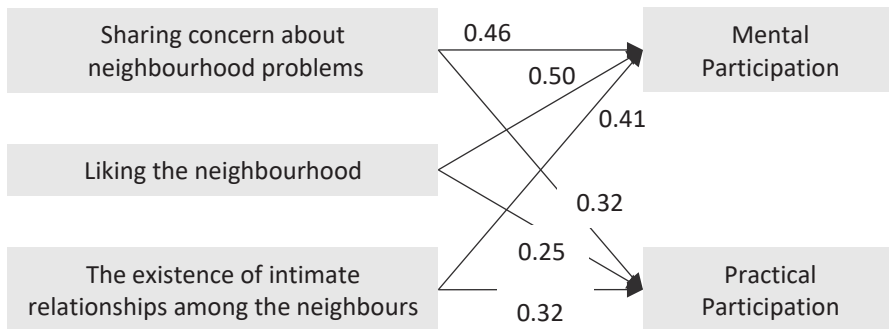 Sharing concern about
neighbourhood problems
0.46
Mental
Participation
0.50
0.41
Liking the neighbourhood
0.32
0.25
The existence of intimate
relationships among the neighbours
0.32
Practical
Participation